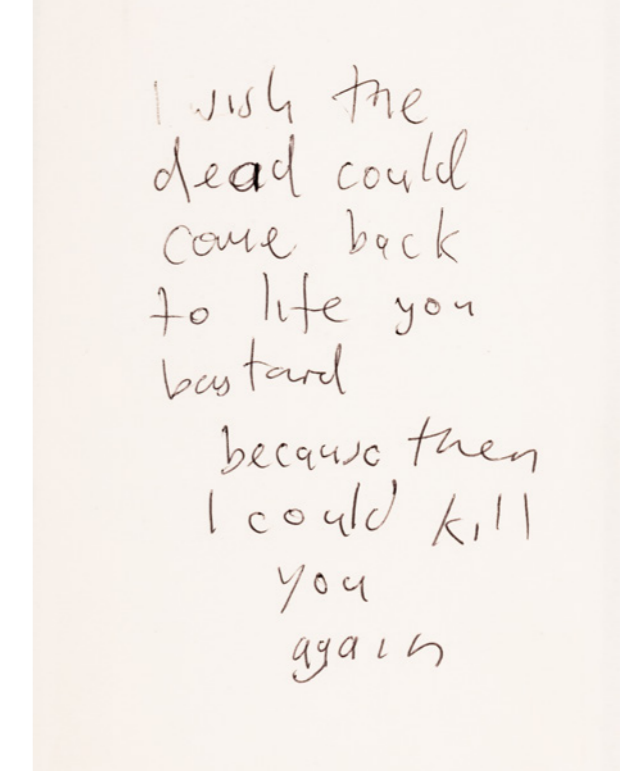 I wish the
dead could
come back
to life you
bastard
because then
I could kill
you
again